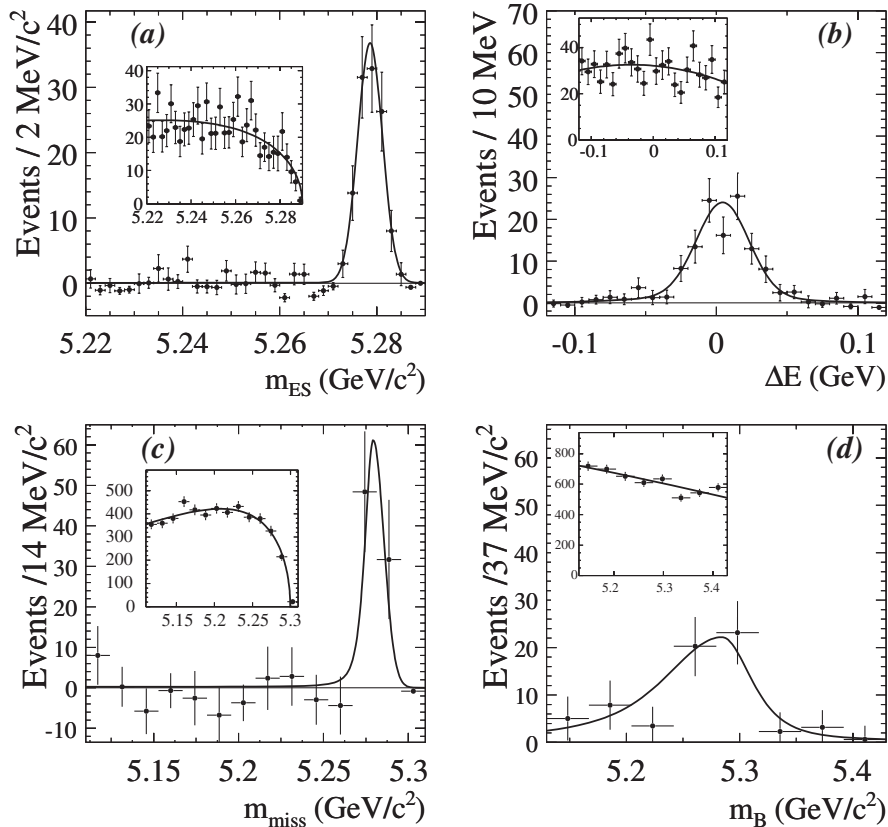 (a)
Events / 2 MeV/c²
40
30
20
10
0
40
35
30
25
20
15
10
5
0
5.22 5.24 5.26 5.28
5.22 5.24 5.26 5.28
m_ES (GeV/c²)
(b)
Events / 10 MeV
70
60
50
40
30
20
10
0
40
20
0
-0.1 0 0.1
-0.1 0 0.1
ΔE (GeV)
(c)
Events /14 MeV/c²
60
50
40
30
20
10
0
-10
500
400
300
200
100
0
5.15 5.2 5.25 5.3
5.15 5.2 5.25 5.3
m_miss (GeV/c²)
(d)
Events /37 MeV/c²
60
50
40
30
20
10
0
800
600
400
200
0
5.2 5.3 5.4
5.2 5.3 5.4
m_B (GeV/c²)